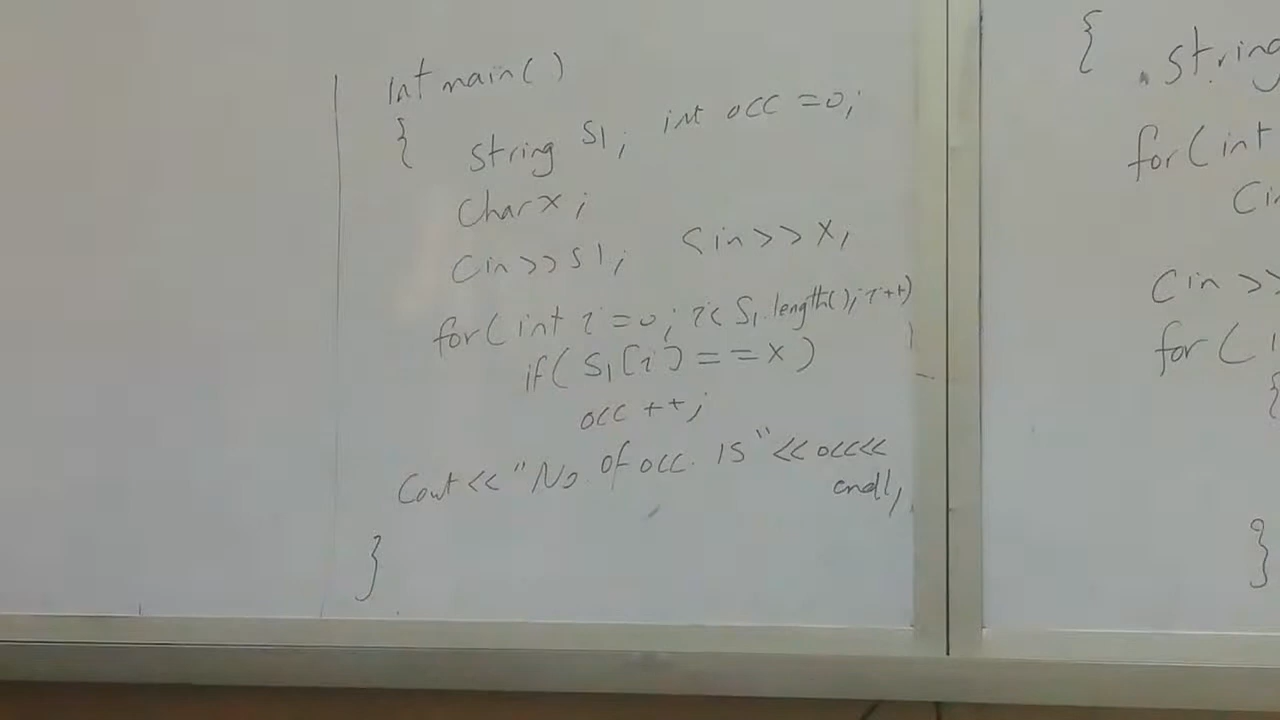 int main()
{ string S1; int occ =0;
char x;
Cin>>S1; Cin>>X;
for(int i=0; i< S1.length(); i++)
if( S1[i] ==x)
occ ++;
Cout<< "No. of occ. is" <<occ<<
endl;
}
{ string
for(int
Cin
Cin >>
for (
{
}